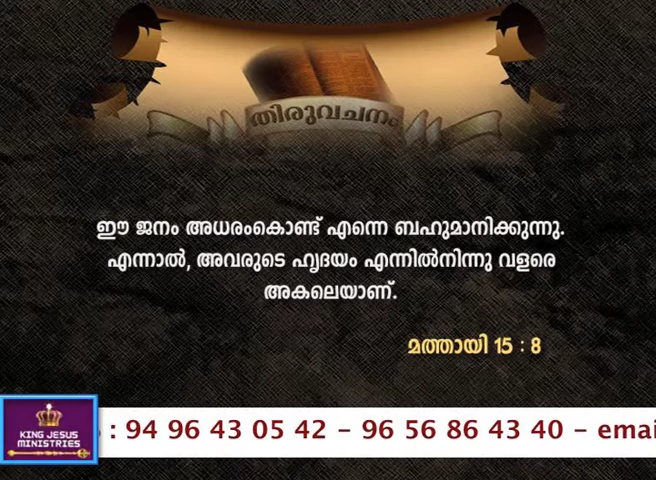 തിരുവചനം
ഈ ജനം അധരംകൊണ്ട് എന്നെ ബഹുമാനിക്കുന്നു.
എന്നാൽ, അവരുടെ ഹൃദയം എന്നിൽനിന്നു വളരെ
അകലെയാണ്.
മത്തായി 15 : 8
KING JESUS
MINISTRIES
: 94 96 43 05 42 – 96 56 86 43 40 – emai